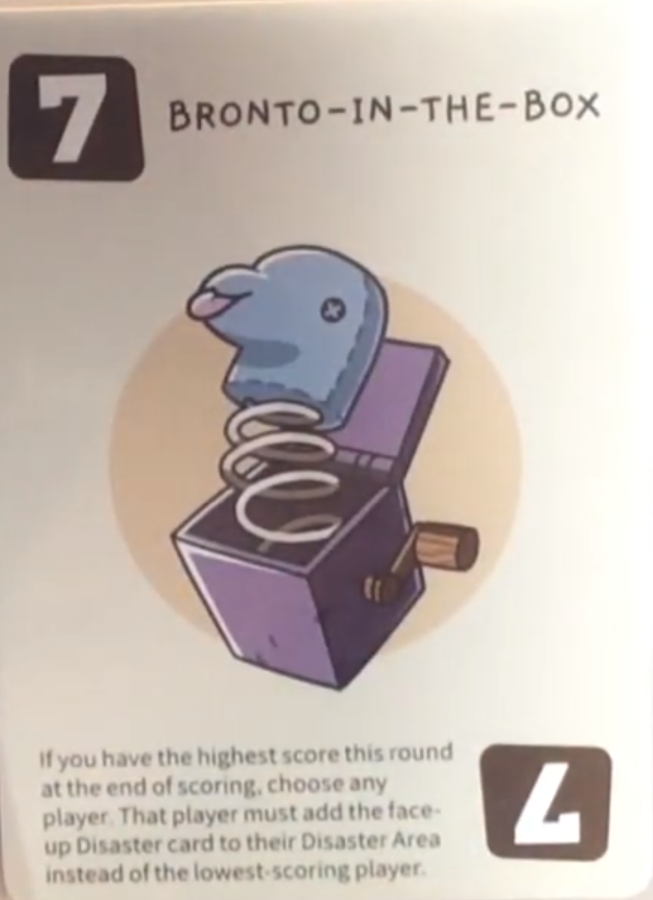 7
BRONTO-IN-THE-BOX
If you have the highest score this round
at the end of scoring, choose any
player. That player must add the face-
up Disaster card to their Disaster Area
instead of the lowest-scoring player.
7